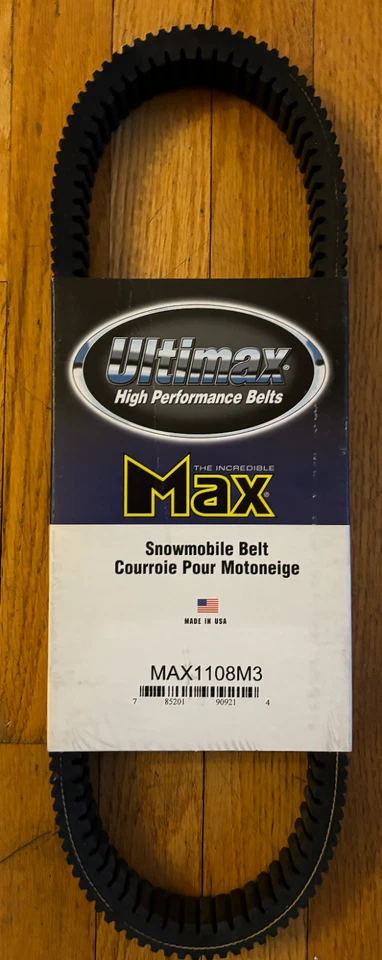 Ultimax®
High Performance Belts
THE INCREDIBLE
Max®
Snowmobile Belt
Courroie Pour Motoneige
MADE IN USA
MAX1108M3
7 85201 90921 4